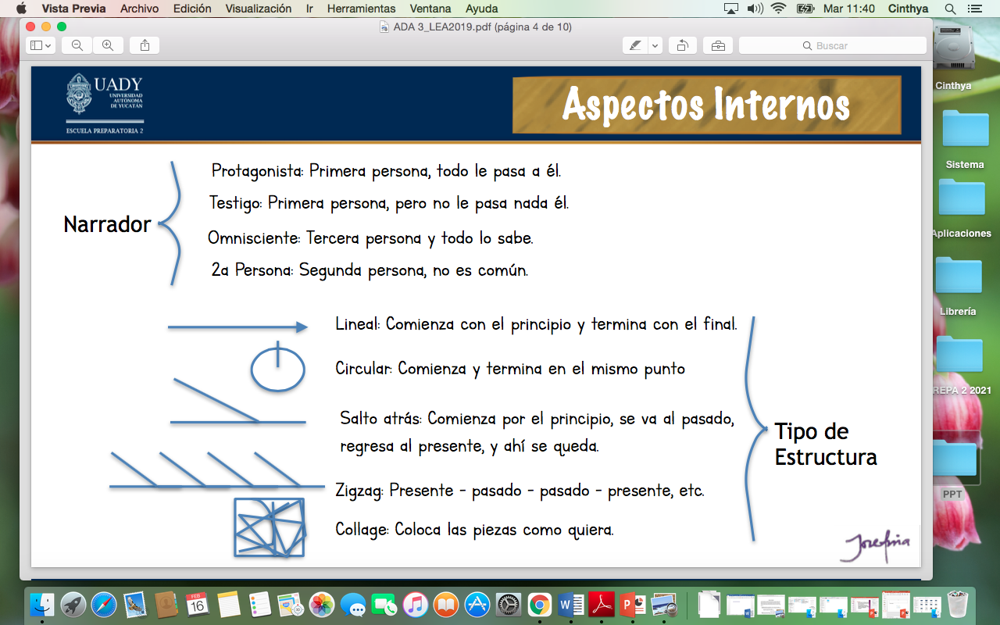 Vista Previa Archivo Edición Visualización Ir Herramientas Ventana Ayuda Mar 11:40 Cinthya
ADA 3_LEA2019.pdf (página 4 de 10)
Buscar
UADY
UNIVERSIDAD
AUTÓNOMA
DE YUCATÁN
ESCUELA PREPARATORIA 2
Aspectos Internos
Narrador
Protagonista: Primera persona, todo le pasa a él.
Testigo: Primera persona, pero no le pasa nada él.
Omnisciente: Tercera persona y todo lo sabe.
2a Persona: Segunda persona, no es común.
Lineal: Comienza con el principio y termina con el final.
Circular: Comienza y termina en el mismo punto
Salto atrás: Comienza por el principio, se va al pasado,
regresa al presente, y ahí se queda.
Zigzag: Presente - pasado - pasado - presente, etc.
Collage: Coloca las piezas como quiera.
Tipo de
Estructura
Josefina
Cinthya
Sistema
Aplicaciones
Librería
REPA 2 2021
PPT
FEB
16